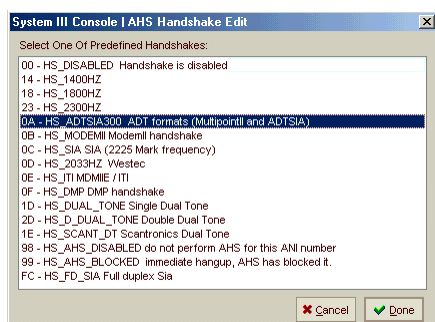 System III Console | AHS Handshake Edit
Select One Of Predefined Handshakes:
00 - HS_DISABLED  Handshake is disabled
14 - HS_1400HZ
18 - HS_1800HZ
23 - HS_2300HZ
0A - HS_ADTSIA300  ADT formats (MultipointII and ADTSIA)
0B - HS_MODEMII ModemII handshake
0C - HS_SIA SIA (2225 Mark frequency)
0D - HS_2033HZ  Westec
0E - HS_ITI MDMIIE / ITI
0F - HS_DMP DMP handshake
1D - HS_DUAL_TONE Single Dual Tone
2D - HS_D_DUAL_TONE Double Dual Tone
1E - HS_SCANT_DT Scantronics Dual Tone
98 - HS_AHS_DISABLED do not perform AHS for this ANI number
99 - HS_AHS_BLOCKED  immediate hangup, AHS has blocked it.
FC - HS_FD_SIA Full duplex Sia
Cancel Done